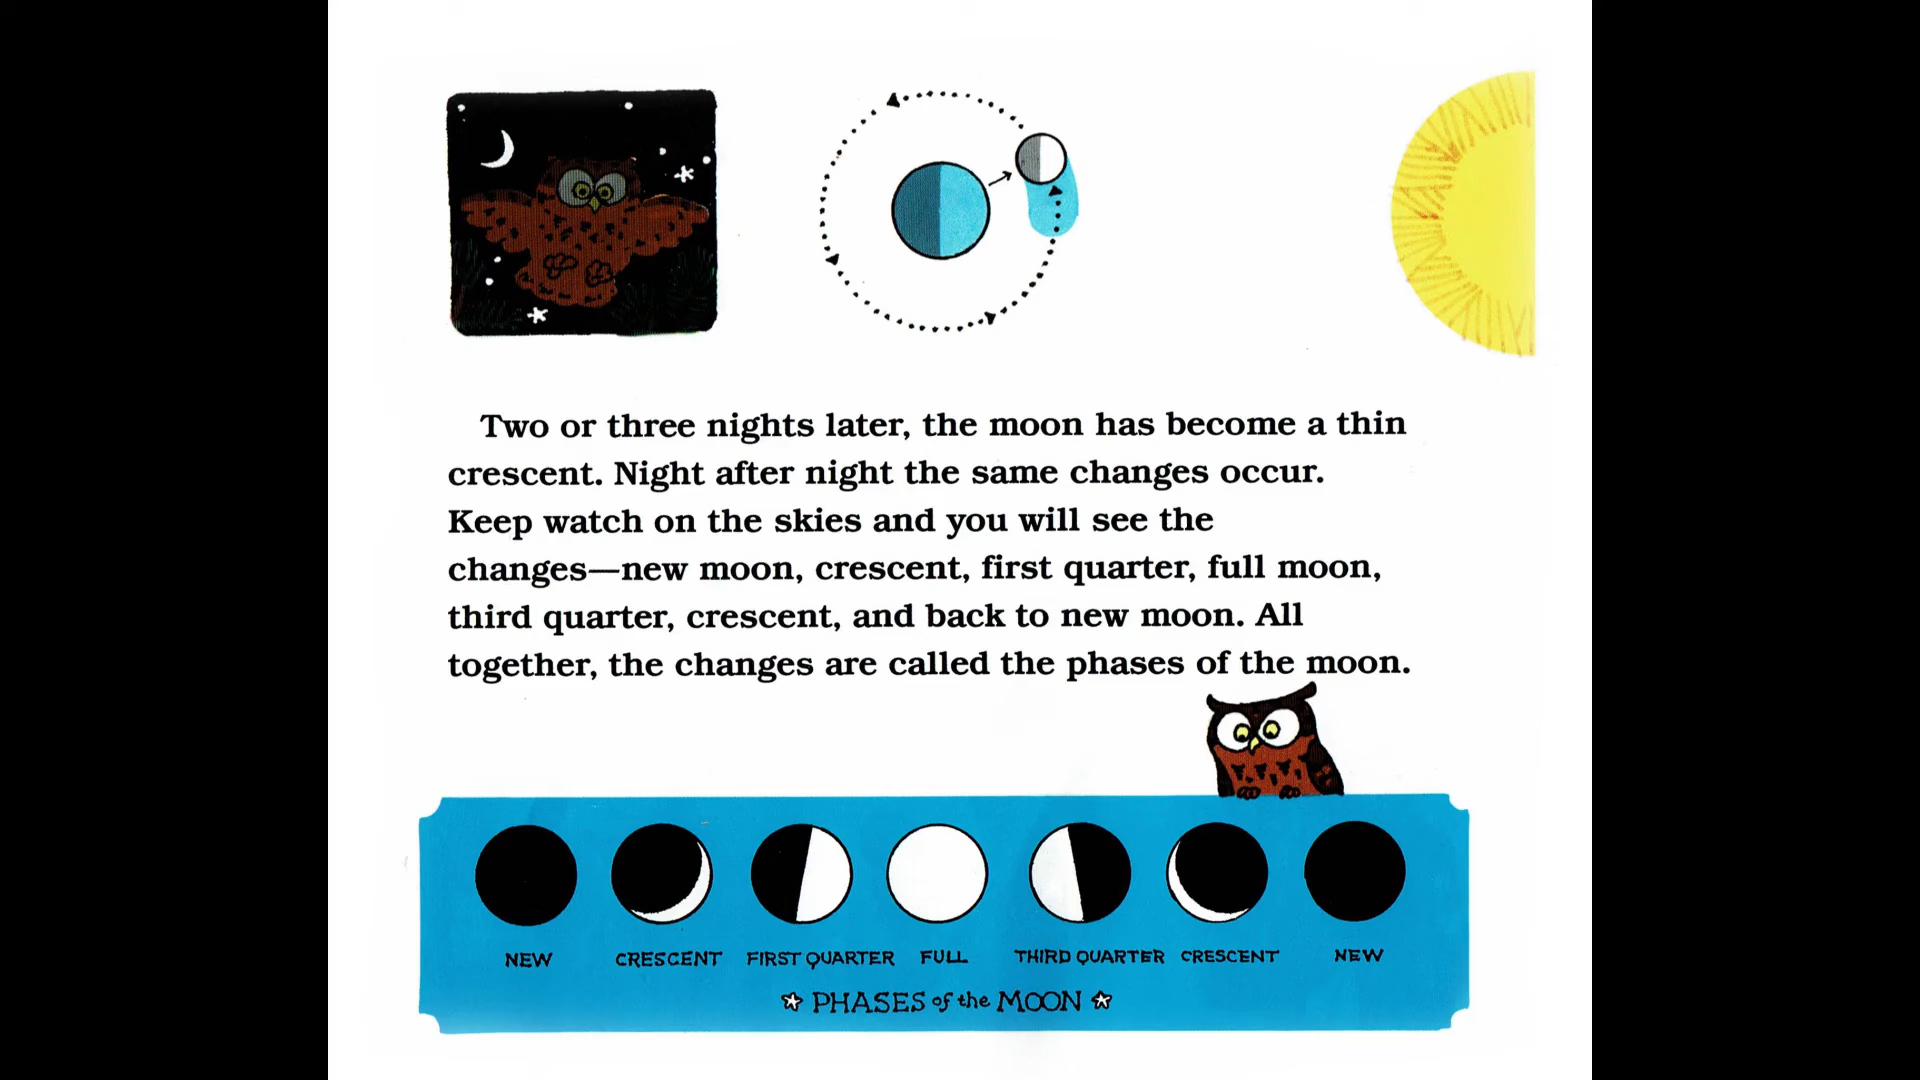 Two or three nights later, the moon has become a thin
crescent. Night after night the same changes occur.
Keep watch on the skies and you will see the
changes—new moon, crescent, first quarter, full moon,
third quarter, crescent, and back to new moon. All
together, the changes are called the phases of the moon.
NEW CRESCENT FIRST QUARTER FULL THIRD QUARTER CRESCENT NEW
PHASES of the MOON